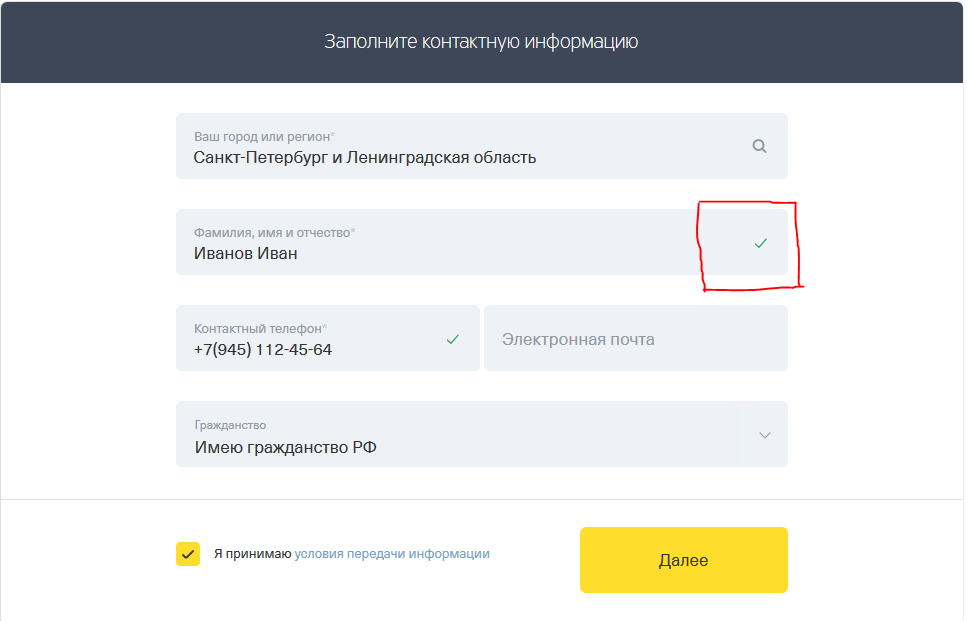 Заполните контактную информацию
Ваш город или регион*
Санкт-Петербург и Ленинградская область
Фамилия, имя и отчество*
Иванов Иван
Контактный телефон*
+7(945) 112-45-64
Электронная почта
Гражданство
Имею гражданство РФ
Я принимаю условия передачи информации
Далее